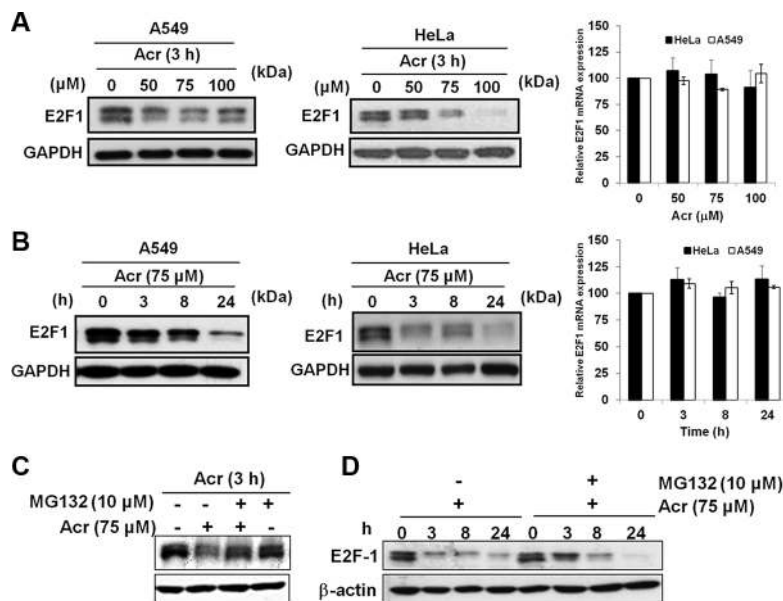 A
A549
Acr (3 h)
(μM) 0 50 75 100 (kDa)
E2F1
GAPDH
HeLa
Acr (3 h)
(μM) 0 50 75 100 (kDa)
E2F1
GAPDH
Relative E2F1 mRNA expression
150
125
100
75
50
25
0
HeLa A549
0 50 75 100
Acr (μM)
B
A549
Acr (75 μM)
(h) 0 3 8 24 (kDa)
E2F1
GAPDH
HeLa
Acr (75 μM)
(h) 0 3 8 24 (kDa)
E2F1
GAPDH
Relative E2F1 mRNA expression
150
125
100
75
50
25
0
HeLa A549
0 3 8 24
Time (h)
C
Acr (3 h)
MG132 (10 μM) - - + +
Acr (75 μM) - + + -
D
- + MG132 (10 μM)
+ + Acr (75 μM)
h 0 3 8 24 0 3 8 24
E2F-1
β-actin